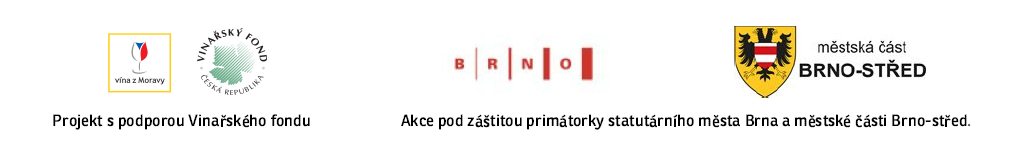 vína z Moravy
VINAŘSKÝ FOND
ČESKÁ REPUBLIKA
BRNO
městská část
BRNO-STŘED
Projekt s podporou Vinařského fondu
Akce pod záštitou primátorky statutárního města Brna a městské části Brno-střed.